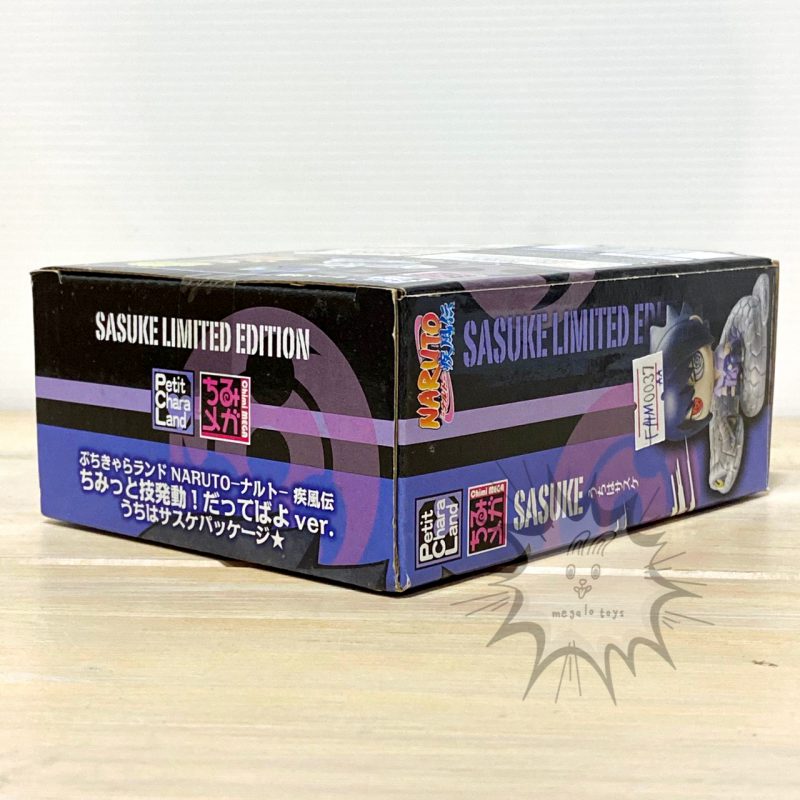 SASUKE LIMITED EDITION
Petit
Chara
Land
Chimi MEGA
ちみ
メガ
ぷちきゃらランド NARUTO-ナルト- 疾風伝
ちみっと技発動！だってばよ ver.
うちはサスケパッケージ★
NARUTO
-ナルト-
疾風伝
SASUKE LIMITED EDI
FAM0037
Petit
Chara
Land
Chimi MEGA
ちみ
メガ
SASUKE
うちはサスケ
megalo toys